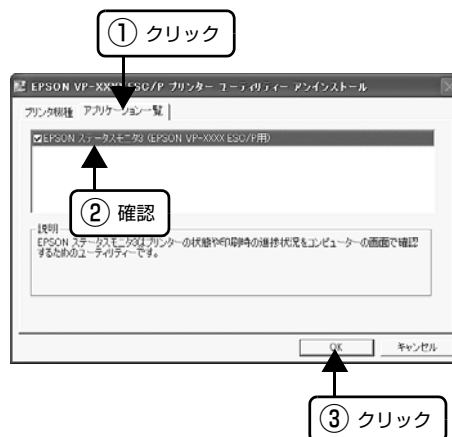 ① クリック
EPSON VP-XXXX ESC/P プリンター ユーティリティー アンインストール
プリンタ機種 アプリケーション一覧
EPSON ステータスモニタ3 (EPSON VP-XXXX ESC/P用)
② 確認
説明
EPSON ステータスモニタ3はプリンターの状態や印刷時の進捗状況をコンピューターの画面で確認
するためのユーティリティーです。
OK キャンセル
③ クリック